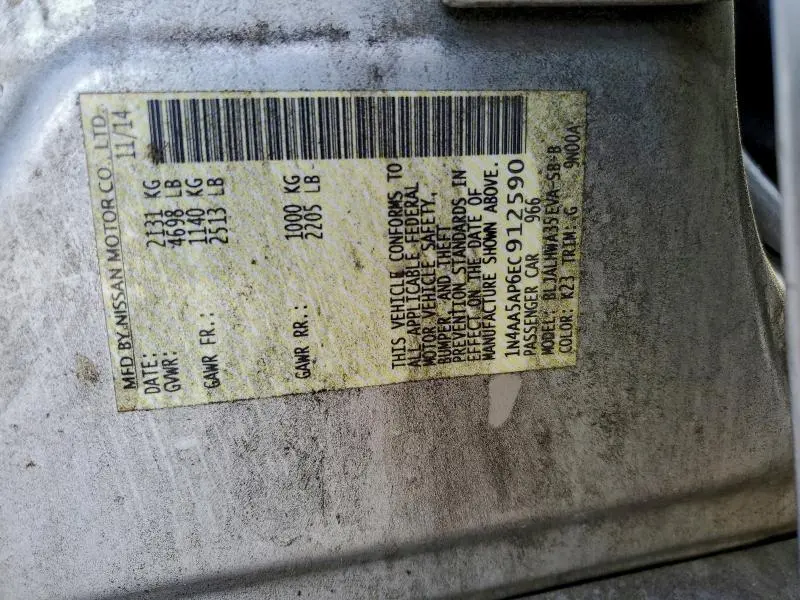 MFD BY:NISSAN MOTOR CO., LTD.
DATE: 11/14
GVWR: 2131 KG
4698 LB
GAWR FR.: 1140 KG
2513 LB
GAWR RR.: 1000 KG
2205 LB
THIS VEHICLE CONFORMS TO
ALL APPLICABLE FEDERAL
MOTOR VEHICLE SAFETY,
BUMPER, AND THEFT
PREVENTION STANDARDS IN
EFFECT ON THE DATE OF
MANUFACTURE SHOWN ABOVE.
1N4AA5AP6EC912590
PASSENGER CAR 966
MODEL: BLJALHWA35EVA-SB-B
COLOR: K23 TRIM: G 9N00A